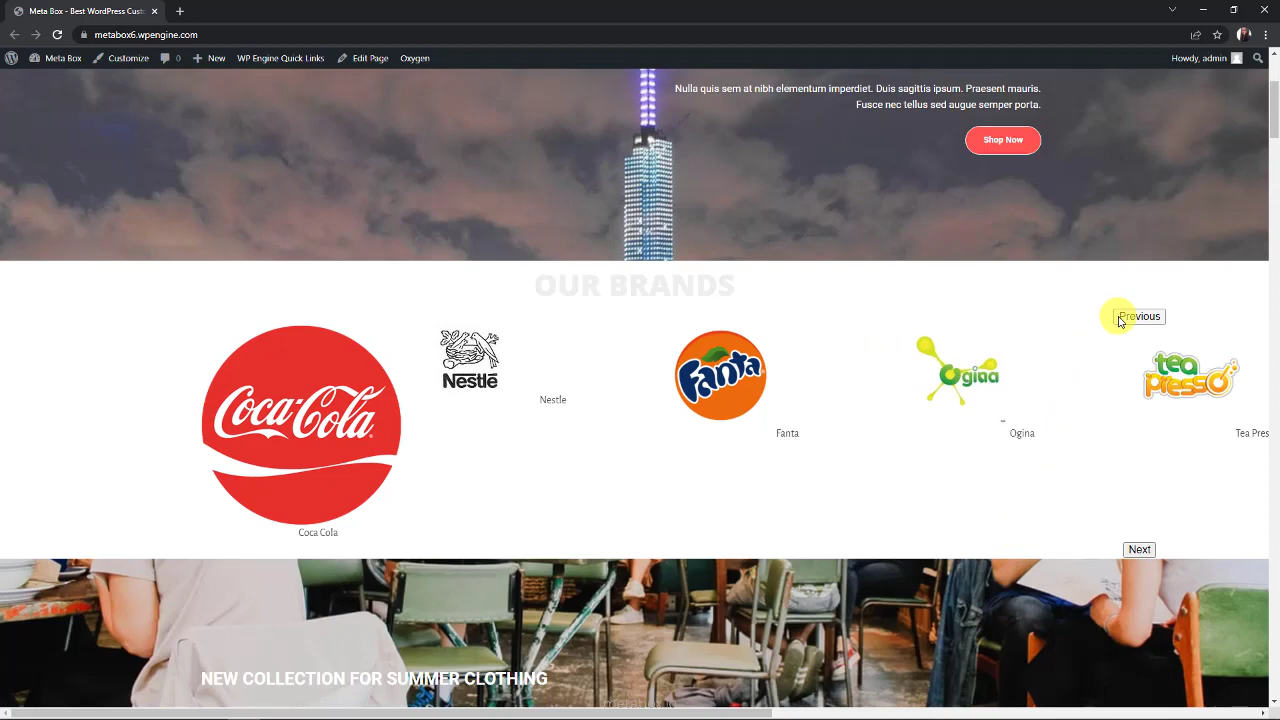 Meta Box - Best WordPress Cust
metabox6.wpengine.com
Meta Box
Customize
0
New
WP Engine Quick Links
Edit Page
Oxygen
Howdy, admin
Nulla quis sem at nibh elementum imperdiet. Duis sagittis ipsum. Praesent mauris.
Fusce nec tellus sed augue semper porta.
Shop Now
OUR BRANDS
Previous
Coca-Cola
Nestlē
Fanta
Ogina
tea
presso
Nestle
Fanta
Ogina
Tea Pres
Coca Cola
Next
NEW COLLECTION FOR SUMMER CLOTHING